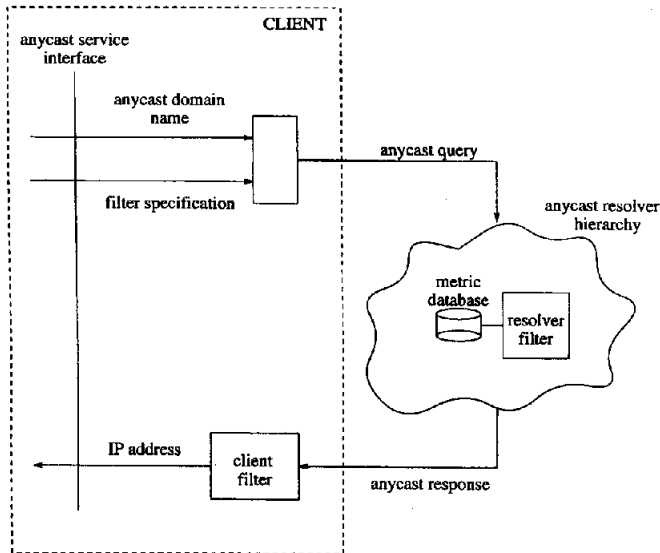 CLIENT
anycast service
interface
anycast domain
name
filter specification
anycast query
anycast resolver
hierarchy
metric
database
resolver
filter
IP address
client
filter
anycast response